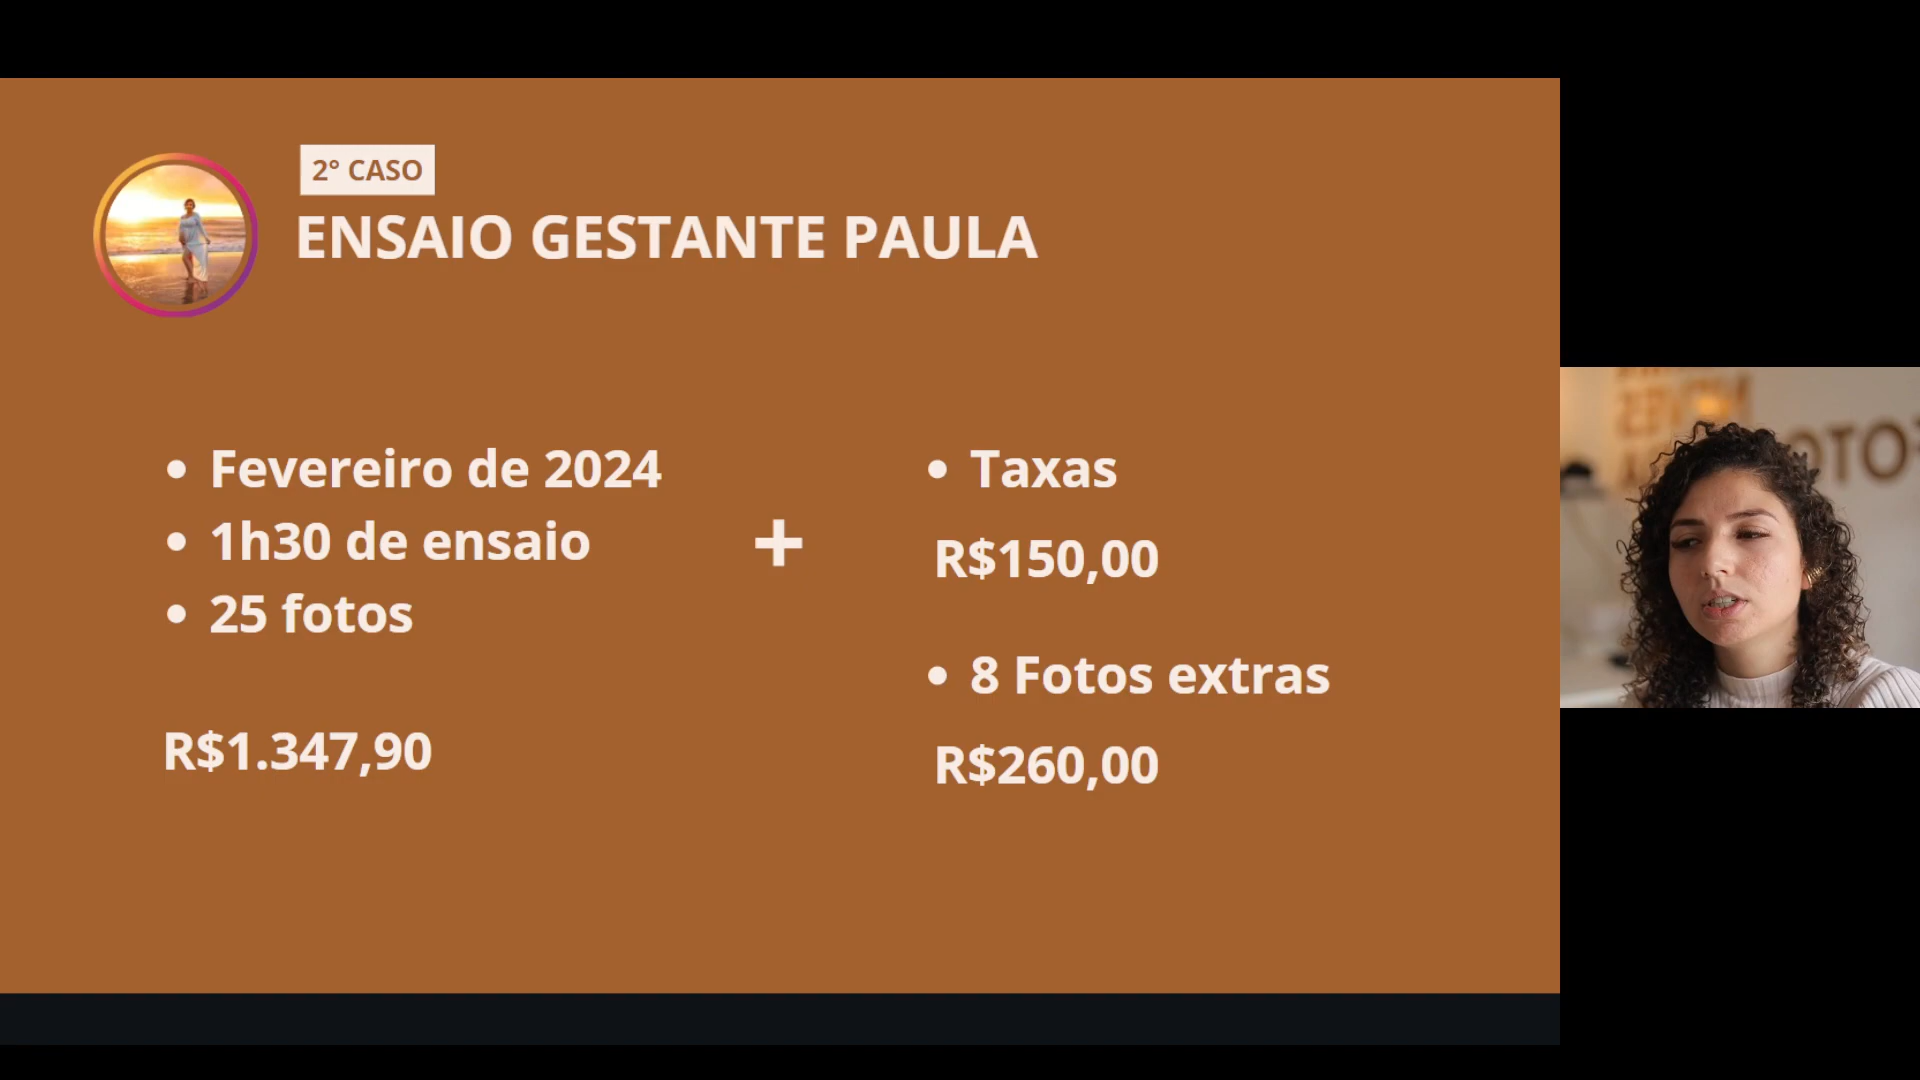 2° CASO
ENSAIO GESTANTE PAULA
• Fevereiro de 2024
• 1h30 de ensaio
• 25 fotos
R$1.347,90
+
• Taxas
R$150,00
• 8 Fotos extras
R$260,00